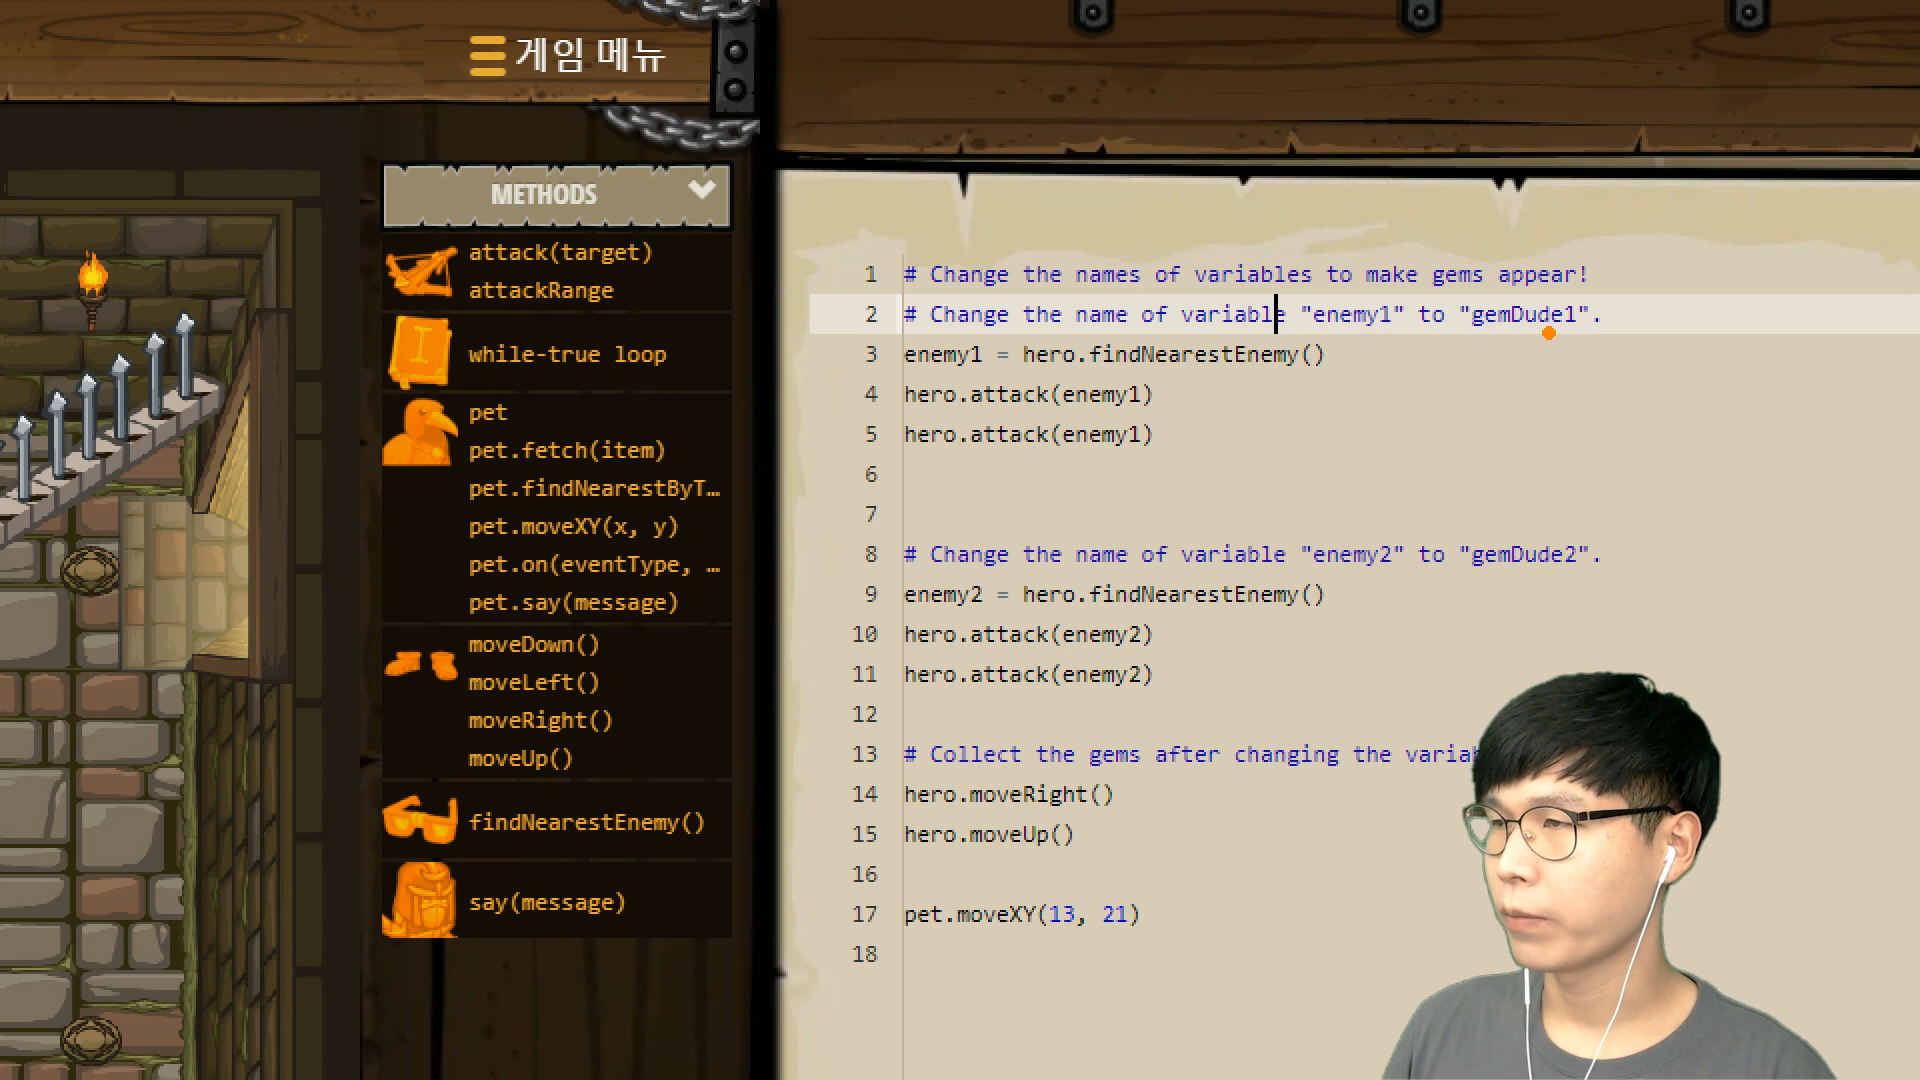 게임 메뉴
METHODS
attack(target)
attackRange
while-true loop
pet
pet.fetch(item)
pet.findNearestByT…
pet.moveXY(x, y)
pet.on(eventType, …
pet.say(message)
moveDown()
moveLeft()
moveRight()
moveUp()
findNearestEnemy()
say(message)
1 # Change the names of variables to make gems appear!
2 # Change the name of variable "enemy1" to "gemDude1".
3 enemy1 = hero.findNearestEnemy()
4 hero.attack(enemy1)
5 hero.attack(enemy1)
6
7
8 # Change the name of variable "enemy2" to "gemDude2".
9 enemy2 = hero.findNearestEnemy()
10 hero.attack(enemy2)
11 hero.attack(enemy2)
12
13 # Collect the gems after changing the
14 hero.moveRight()
15 hero.moveUp()
16
17 pet.moveXY(13, 21)
18